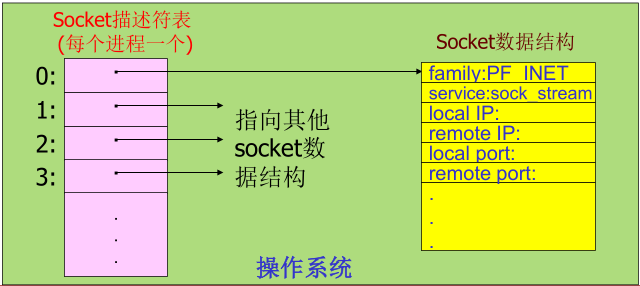 Socket描述符表
(每个进程一个)
Socket数据结构
0:
1:
2:
3:
指向其他
socket数
据结构
family:PF_INET
service:sock_stream
local IP:
remote IP:
local port:
remote port:
.
.
.
.
.
.
操作系统